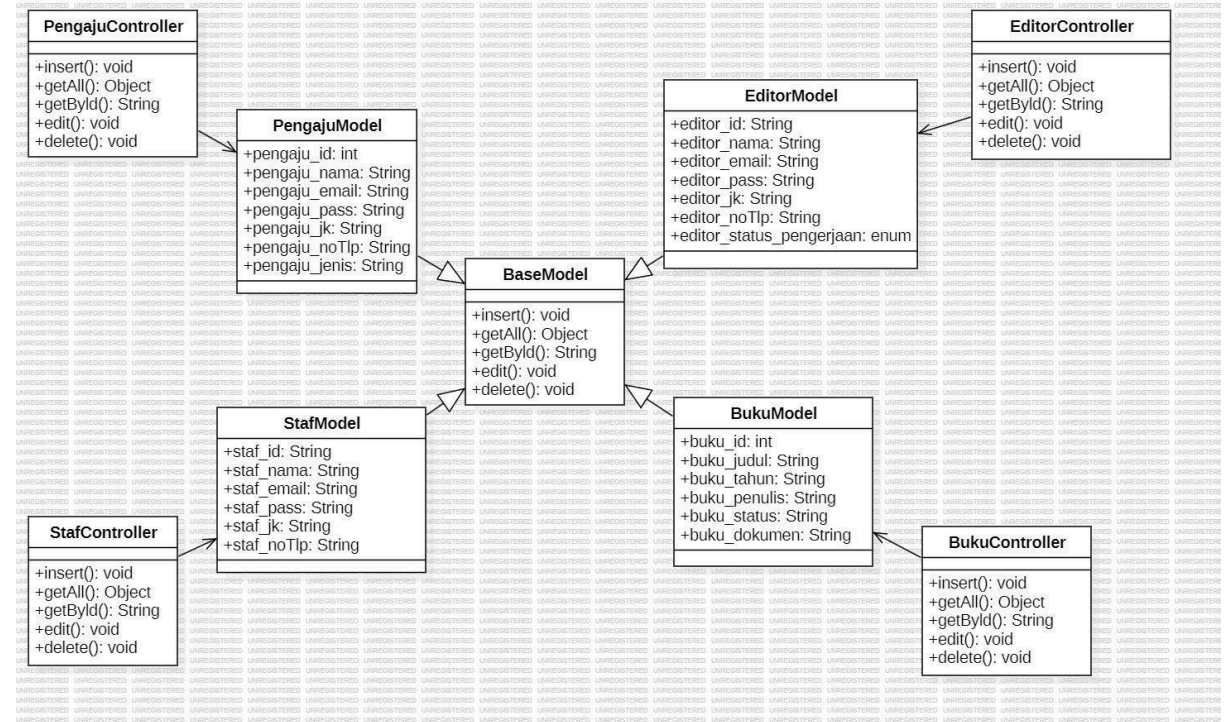 PengajuController
+insert(): void
+getAll(): Object
+getById(): String
+edit(): void
+delete(): void
PengajuModel
+pengaju_id: int
+pengaju_nama: String
+pengaju_email: String
+pengaju_pass: String
+pengaju_jk: String
+pengaju_noTlp: String
+pengaju_jenis: String
EditorModel
+editor_id: String
+editor_nama: String
+editor_email: String
+editor_pass: String
+editor_jk: String
+editor_noTlp: String
+editor_status_pengerjaan: enum
EditorController
+insert(): void
+getAll(): Object
+getById(): String
+edit(): void
+delete(): void
BaseModel
+insert(): void
+getAll(): Object
+getById(): String
+edit(): void
+delete(): void
StafModel
+staf_id: String
+staf_nama: String
+staf_email: String
+staf_pass: String
+staf_jk: String
+staf_noTlp: String
BukuModel
+buku_id: int
+buku_judul: String
+buku_tahun: String
+buku_penulis: String
+buku_status: String
+buku_dokumen: String
StafController
+insert(): void
+getAll(): Object
+getById(): String
+edit(): void
+delete(): void
BukuController
+insert(): void
+getAll(): Object
+getById(): String
+edit(): void
+delete(): void
UNREGISTERED